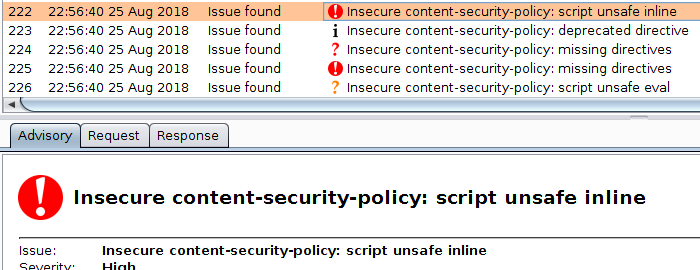 222 22:56:40 25 Aug 2018 Issue found Insecure content-security-policy: script unsafe inline
223 22:56:40 25 Aug 2018 Issue found Insecure content-security-policy: deprecated directive
224 22:56:40 25 Aug 2018 Issue found Insecure content-security-policy: missing directives
225 22:56:40 25 Aug 2018 Issue found Insecure content-security-policy: missing directives
226 22:56:40 25 Aug 2018 Issue found Insecure content-security-policy: script unsafe eval
Advisory Request Response
Insecure content-security-policy: script unsafe inline
Issue: Insecure content-security-policy: script unsafe inline
Severity: High